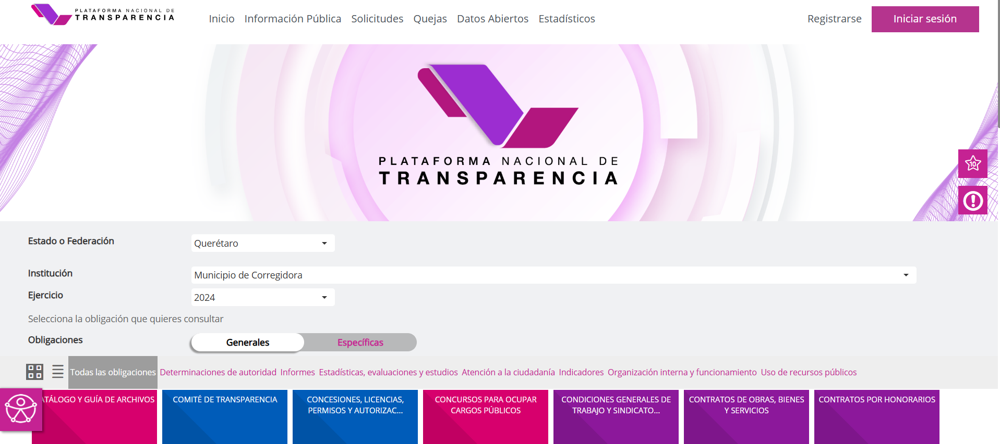 PLATAFORMA NACIONAL DE
TRANSPARENCIA
Inicio Información Pública Solicitudes Quejas Datos Abiertos Estadísticos
Registrarse Iniciar sesión
PLATAFORMA NACIONAL DE
TRANSPARENCIA
10
Estado o Federación Querétaro
Institución Municipio de Corregidora
Ejercicio 2024
Selecciona la obligación que quieres consultar
Obligaciones Generales Específicas
Todas las obligaciones Determinaciones de autoridad Informes Estadísticas, evaluaciones y estudios Atención a la ciudadanía Indicadores Organización interna y funcionamiento Uso de recursos públicos
ATÁLOGO Y GUÍA DE ARCHIVOS
COMITÉ DE TRANSPARENCIA
CONCESIONES, LICENCIAS,
PERMISOS Y AUTORIZAC...
CONCURSOS PARA OCUPAR
CARGOS PÚBLICOS
CONDICIONES GENERALES DE
TRABAJO Y SINDICATO...
CONTRATOS DE OBRAS, BIENES
Y SERVICIOS
CONTRATOS POR HONORARIOS